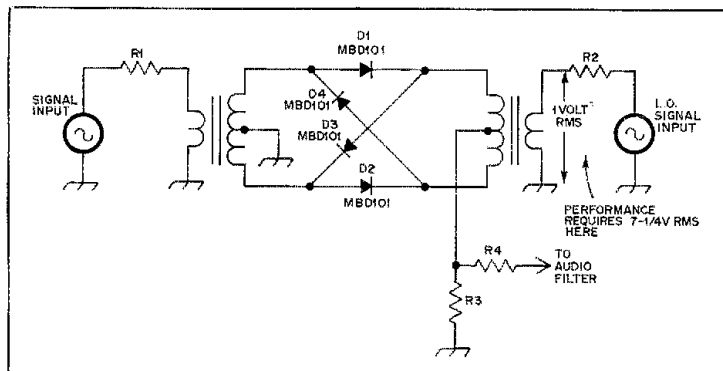 D1
MBD101
R1
R2
SIGNAL
INPUT
D4
MBD101
D3
MBD101
1 VOLT
RMS
L.O.
SIGNAL
INPUT
D2
MBD101
PERFORMANCE
REQUIRES 7-1/4V RMS
HERE
R4
TO
AUDIO
FILTER
R3